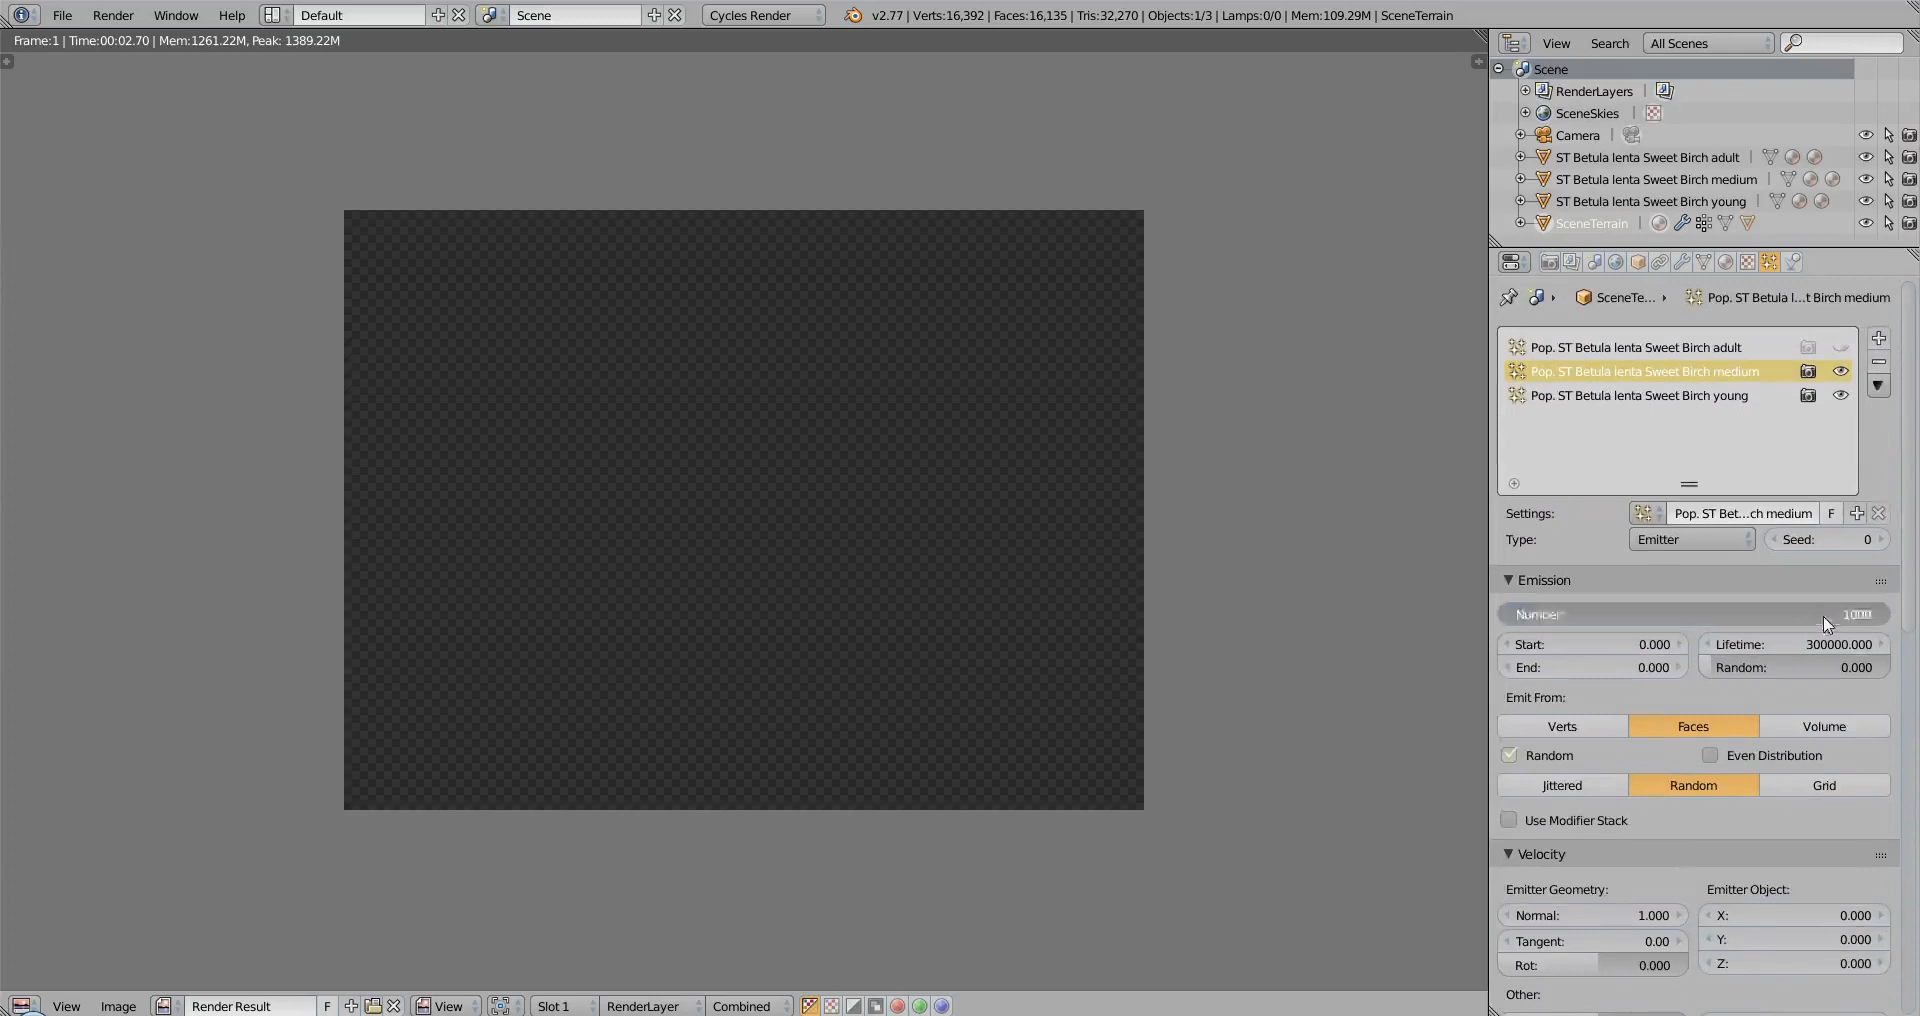 File Render Window Help Default Scene Cycles Render v2.77 | Verts:16,392 | Faces:16,135 | Tris:32,270 | Objects:1/3 | Lamps:0/0 | Mem:109.29M | SceneTerrain
Frame:1 | Time:00:02.70 | Mem:1261.22M, Peak: 1389.22M
View Search All Scenes
Scene
RenderLayers |
SceneSkies |
Camera |
ST Betula lenta Sweet Birch adult |
ST Betula lenta Sweet Birch medium |
ST Betula lenta Sweet Birch young |
SceneTerrain |
SceneTe... Pop. ST Betula l...t Birch medium
Pop. ST Betula lenta Sweet Birch adult
Pop. ST Betula lenta Sweet Birch medium
Pop. ST Betula lenta Sweet Birch young
Settings: Pop. ST Bet...ch medium F
Type: Emitter Seed: 0
Emission
Number:
Start: 0.000 Lifetime: 300000.000
End: 0.000 Random: 0.000
Emit From:
Verts Faces Volume
Random Even Distribution
Jittered Random Grid
Use Modifier Stack
Velocity
Emitter Geometry: Emitter Object:
Normal: 1.000 X: 0.000
Tangent: 0.00 Y: 0.000
Rot: 0.000 Z: 0.000
Other:
View Image Render Result F View Slot 1 RenderLayer Combined